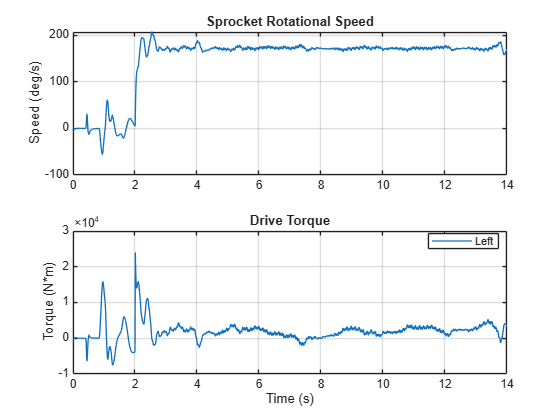 Sprocket Rotational Speed
Speed (deg/s)
200
100
0
-100
0 2 4 6 8 10 12 14
Drive Torque
×10⁴
Torque (N*m)
3
2
1
0
-1
Left
0 2 4 6 8 10 12 14
Time (s)